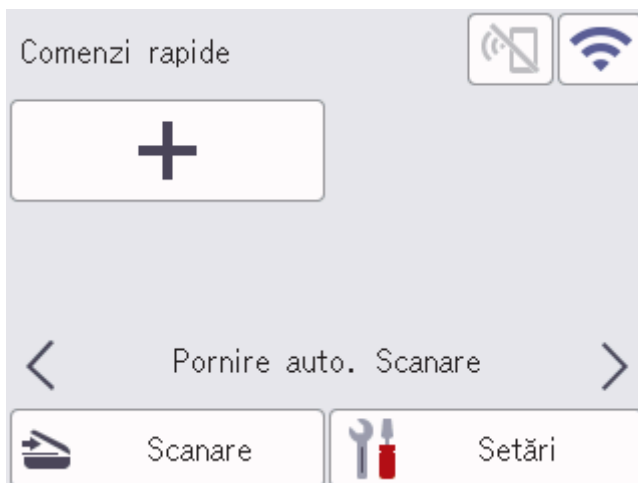 Comenzi rapide
Pornire auto. Scanare
Scanare
Setări